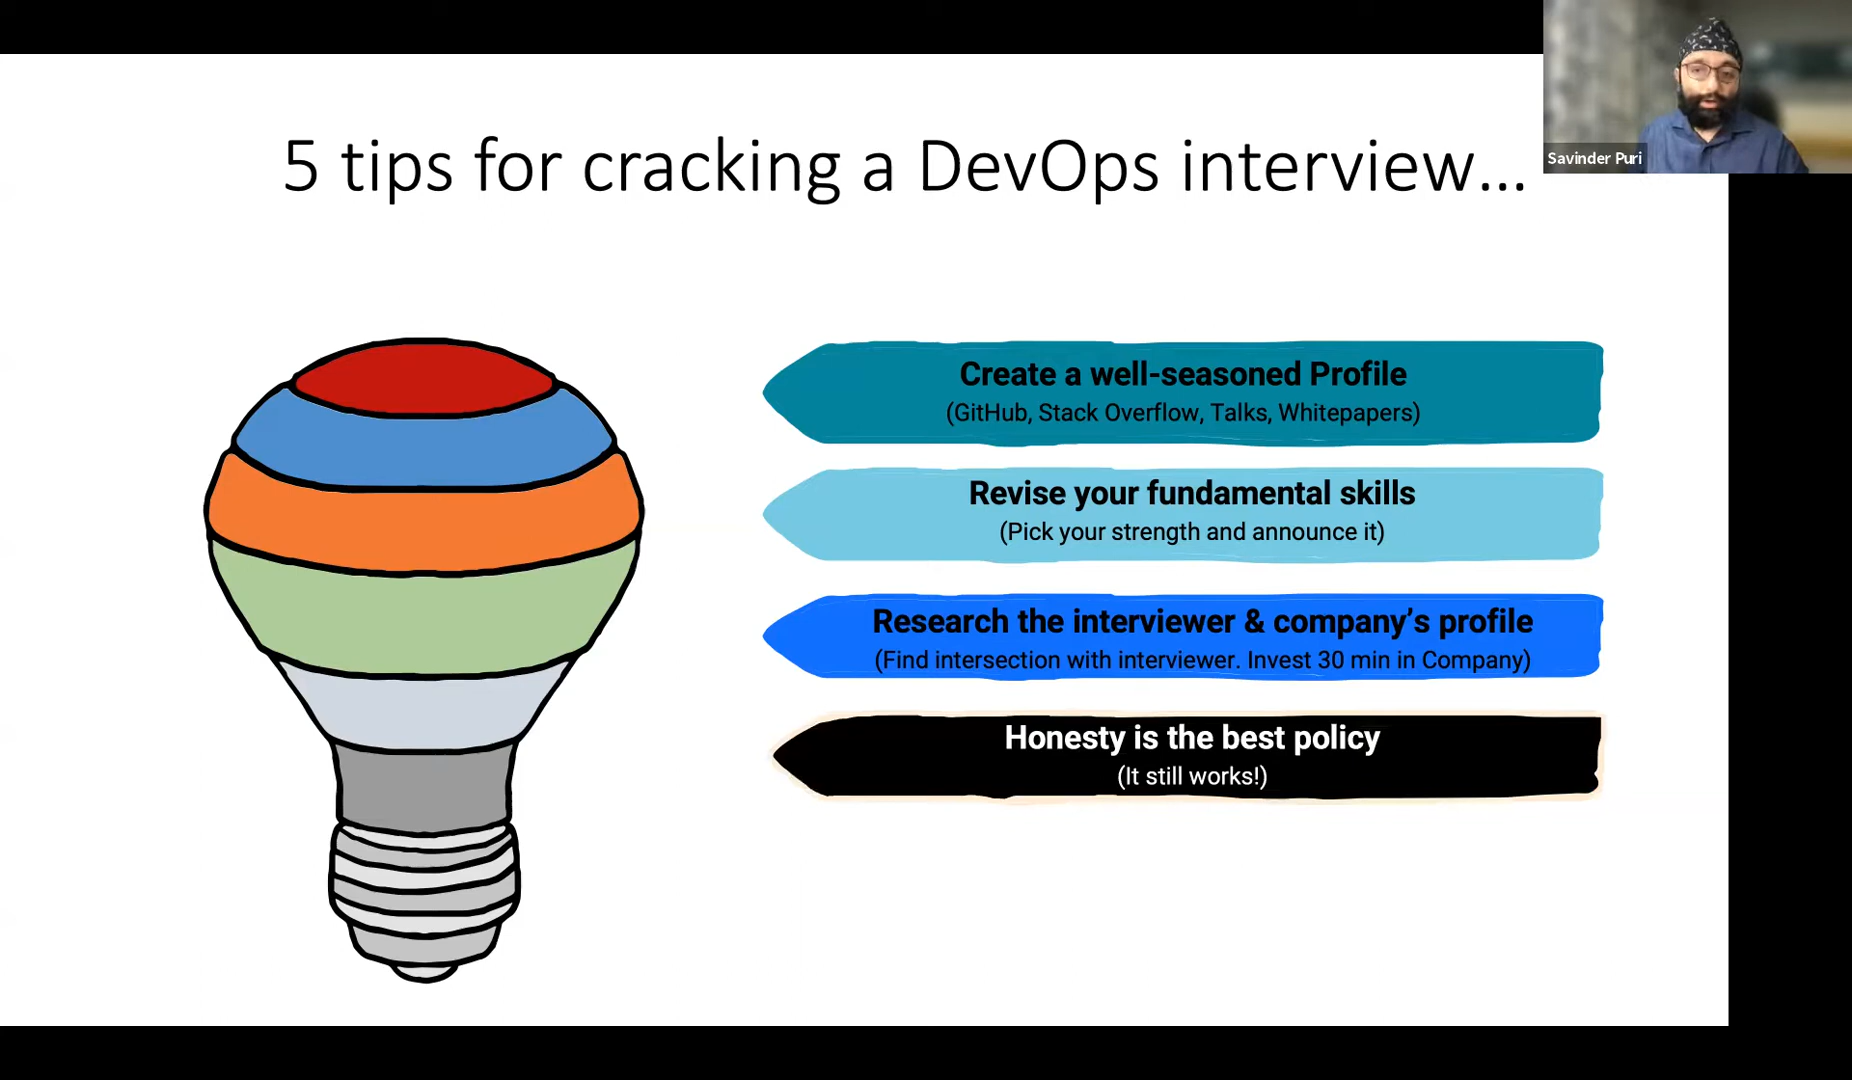 Savinder Puri
5 tips for cracking a DevOps interview...
Create a well-seasoned Profile
(GitHub, Stack Overflow, Talks, Whitepapers)
Revise your fundamental skills
(Pick your strength and announce it)
Research the interviewer & company’s profile
(Find intersection with interviewer. Invest 30 min in Company)
Honesty is the best policy
(It still works!)